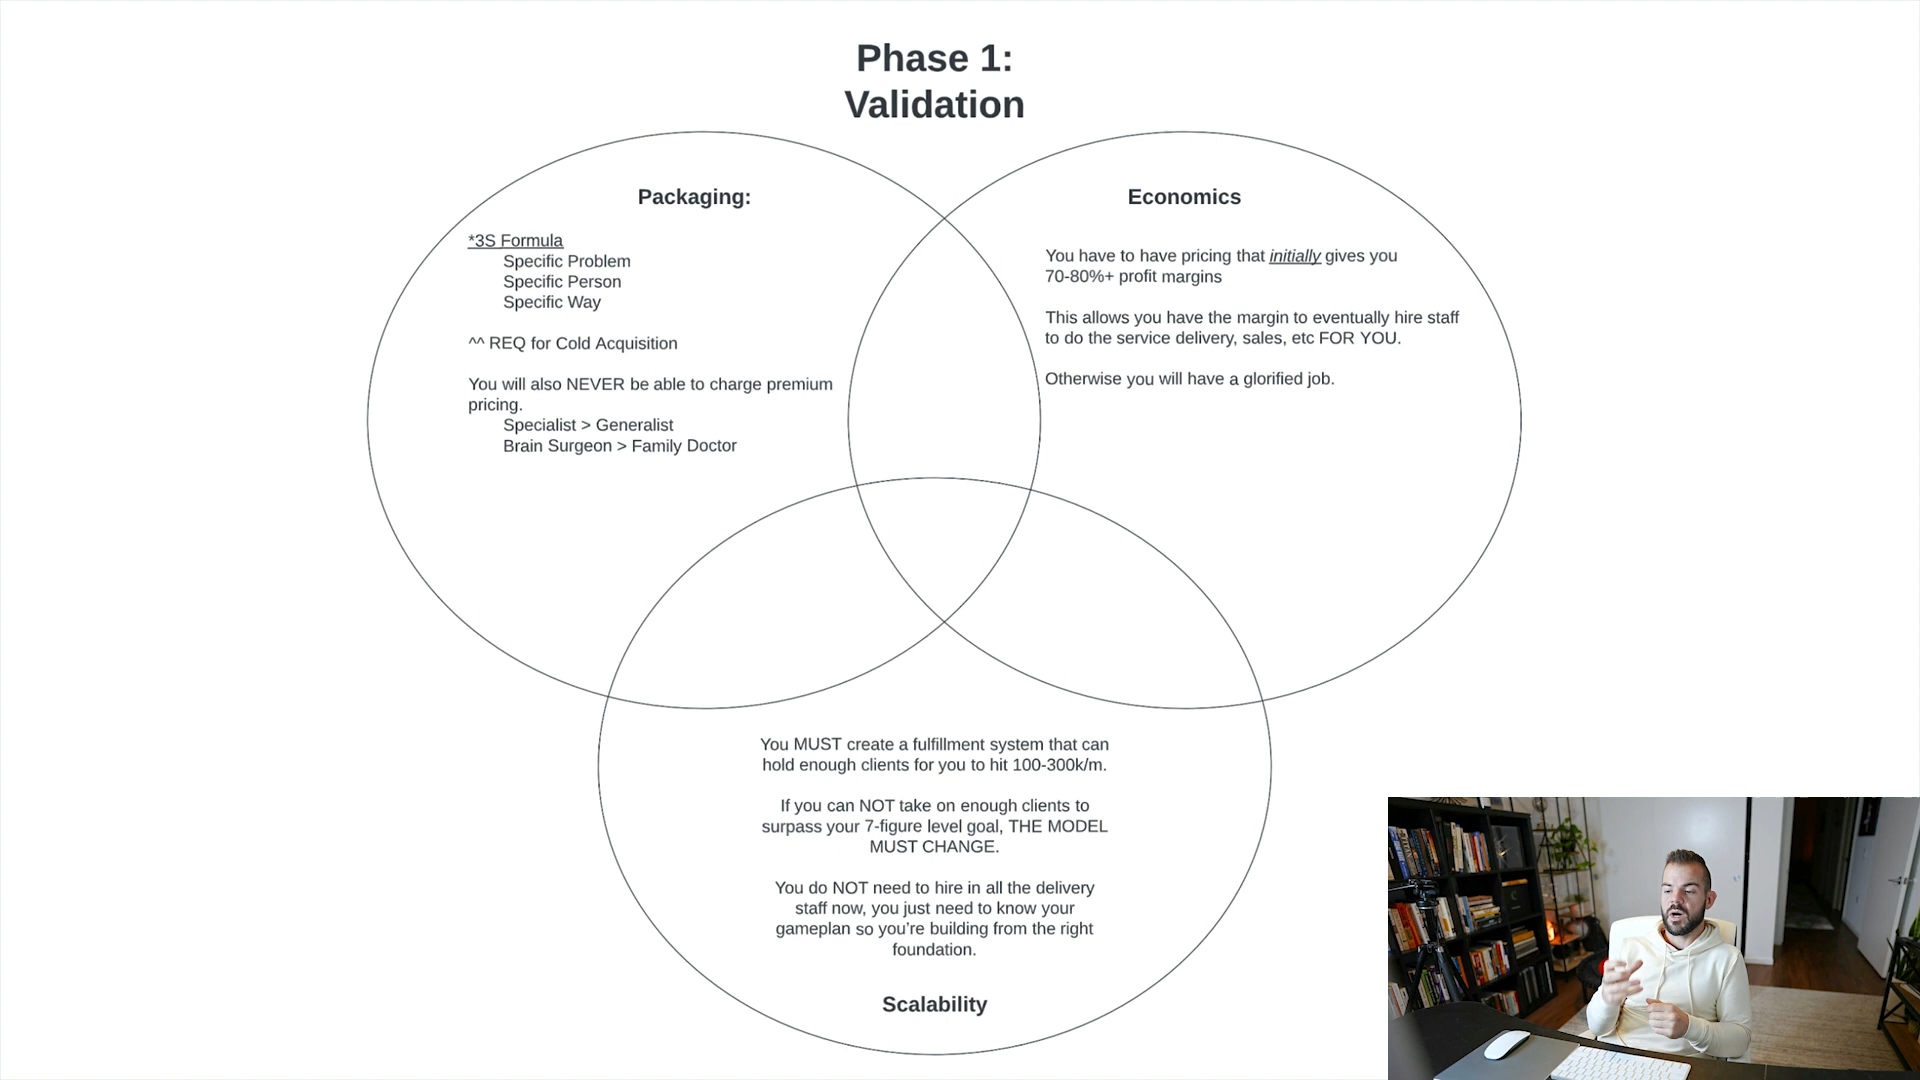 Phase 1:
Validation
Packaging:
*3S Formula
Specific Problem
Specific Person
Specific Way
^^ REQ for Cold Acquisition
You will also NEVER be able to charge premium
pricing.
Specialist > Generalist
Brain Surgeon > Family Doctor
Economics
You have to have pricing that initially gives you
70-80%+ profit margins
This allows you have the margin to eventually hire staff
to do the service delivery, sales, etc FOR YOU.
Otherwise you will have a glorified job.
You MUST create a fulfillment system that can
hold enough clients for you to hit 100-300k/m.
If you can NOT take on enough clients to
surpass your 7-figure level goal, THE MODEL
MUST CHANGE.
You do NOT need to hire in all the delivery
staff now, you just need to know your
gameplan so you're building from the right
foundation.
Scalability